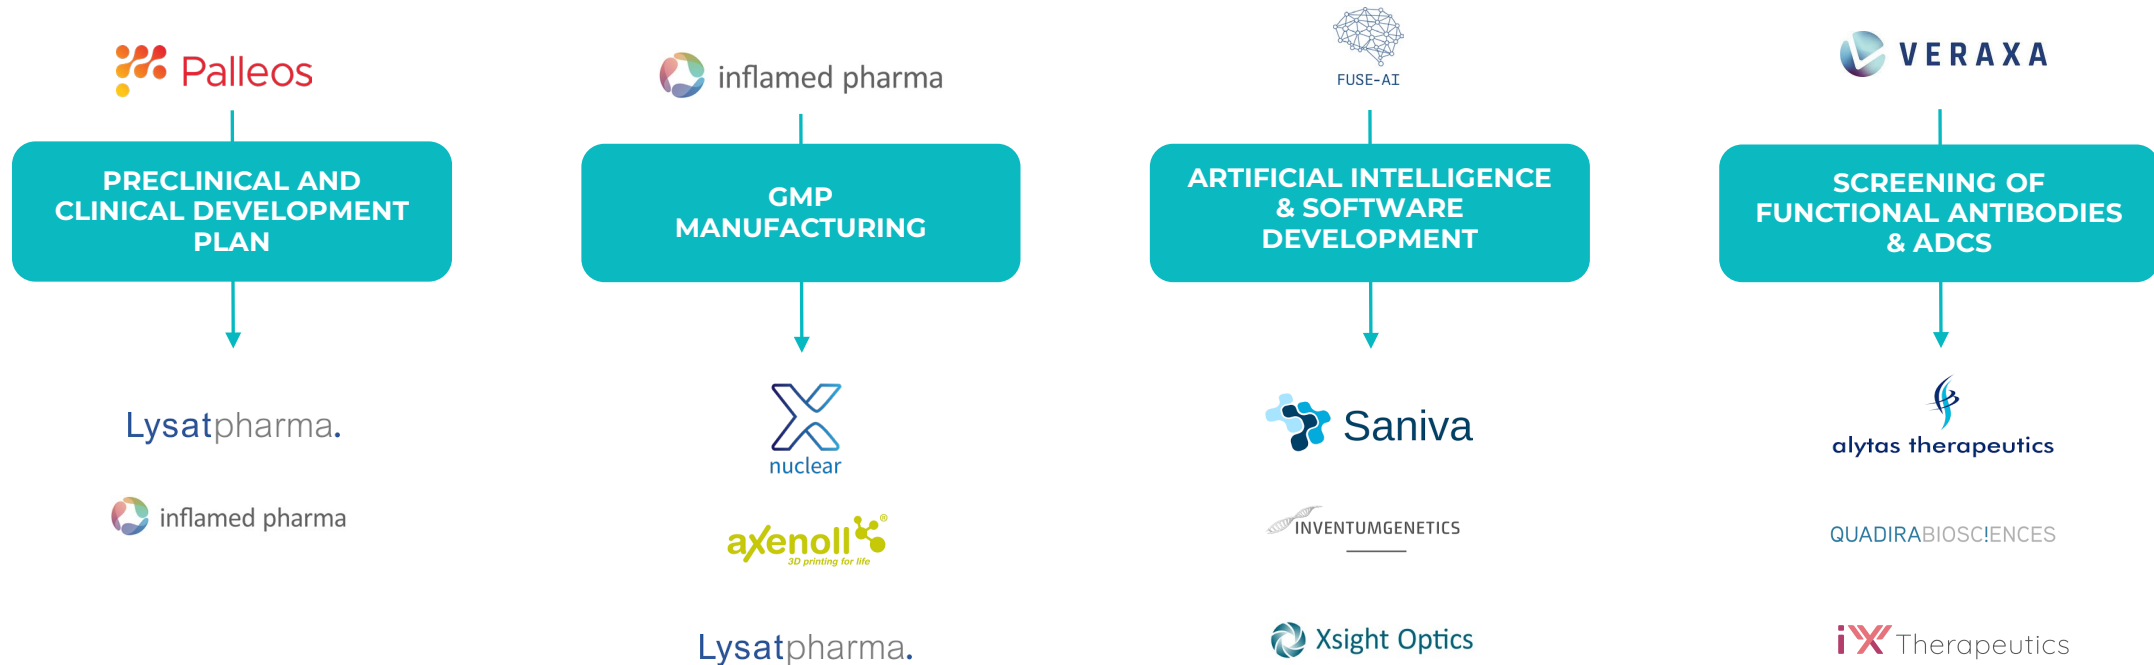 Palleos
PRECLINICAL AND
CLINICAL DEVELOPMENT
PLAN
Lysatpharma.
inflamed pharma
inflamed pharma
GMP
MANUFACTURING
X
nuclear
axenoll®
3D printing for life
Lysatpharma.
FUSE-AI
ARTIFICIAL INTELLIGENCE
& SOFTWARE
DEVELOPMENT
Saniva
INVENTUMGENETICS
Xsight Optics
VERAXA
SCREENING OF
FUNCTIONAL ANTIBODIES
& ADCS
alytas therapeutics
QUADIRABIOSC!ENCES
iX Therapeutics